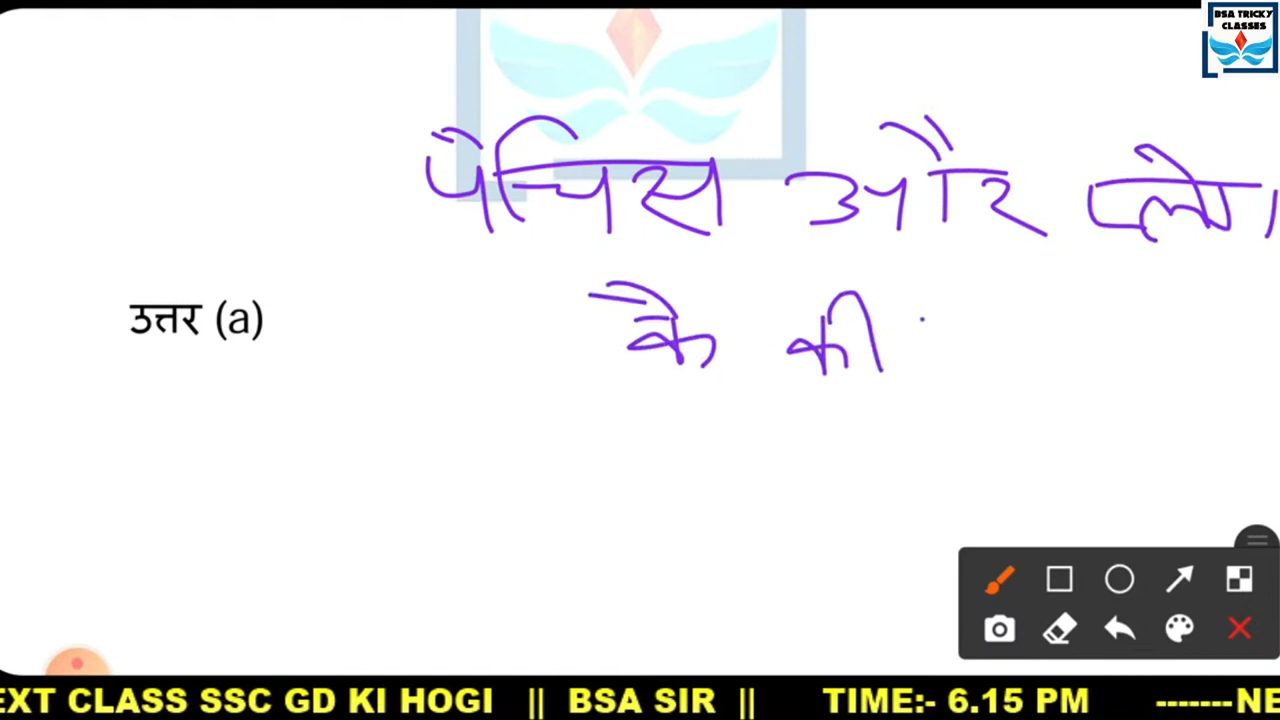 BSA TRICKY
CLASSES
पेचिस और
उत्तर (a)
के की
EXT CLASS SSC GD KI HOGI || BSA SIR || TIME:- 6.15 PM -------NE